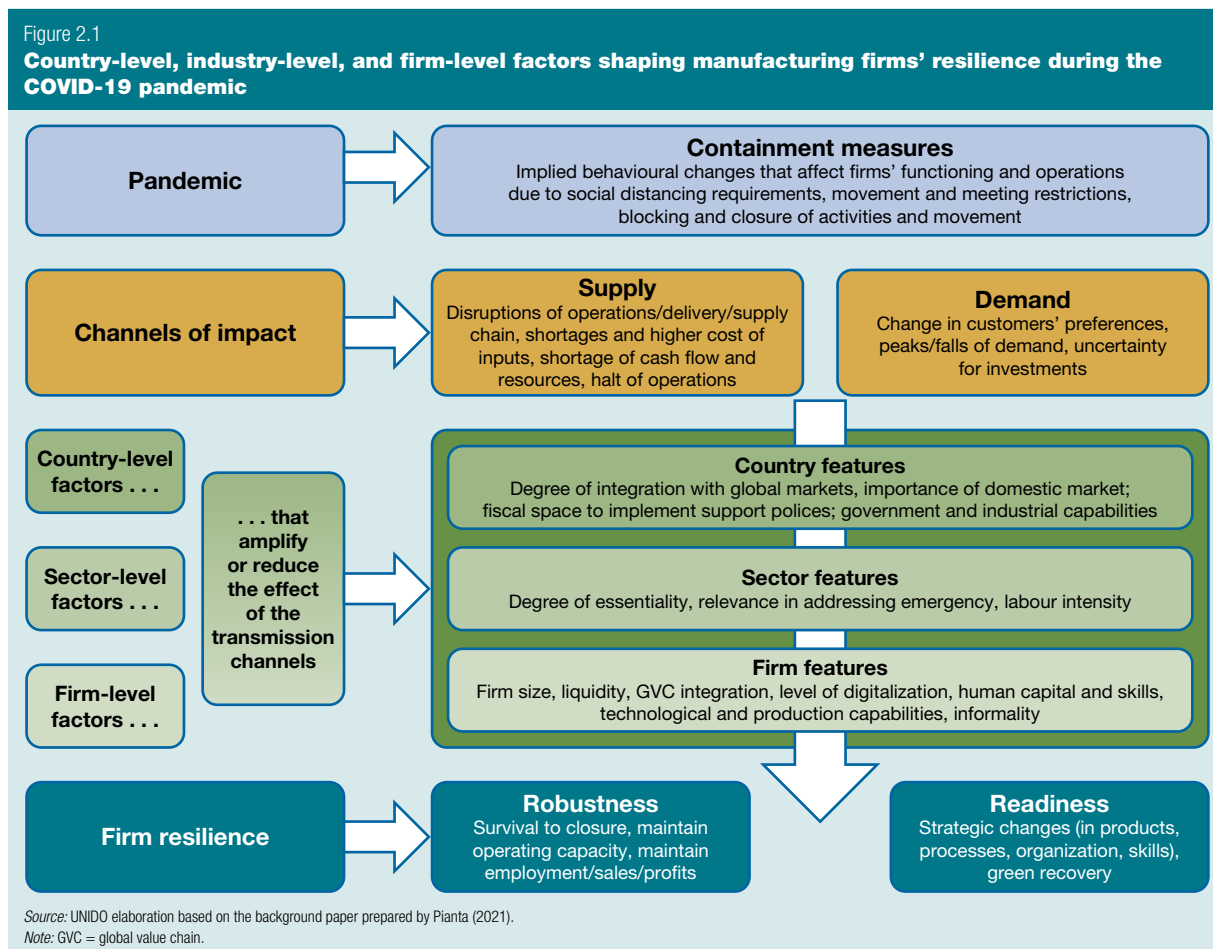 Figure 2.1
Country-level, industry-level, and firm-level factors shaping manufacturing firms' resilience during the
COVID-19 pandemic
Pandemic
Containment measures
Implied behavioural changes that affect firms' functioning and operations
due to social distancing requirements, movement and meeting restrictions,
blocking and closure of activities and movement
Channels of impact
Supply
Disruptions of operations/delivery/supply
chain, shortages and higher cost of
inputs, shortage of cash flow and
resources, halt of operations
Demand
Change in customers' preferences,
peaks/falls of demand, uncertainty
for investments
Country-level
factors . . .
Sector-level
factors . . .
Firm-level
factors . . .
. . . that
amplify
or reduce
the effect
of the
transmission
channels
Country features
Degree of integration with global markets, importance of domestic market;
fiscal space to implement support polices; government and industrial capabilities
Sector features
Degree of essentiality, relevance in addressing emergency, labour intensity
Firm features
Firm size, liquidity, GVC integration, level of digitalization, human capital and skills,
technological and production capabilities, informality
Firm resilience
Robustness
Survival to closure, maintain
operating capacity, maintain
employment/sales/profits
Readiness
Strategic changes (in products,
processes, organization, skills),
green recovery
Source: UNIDO elaboration based on the background paper prepared by Pianta (2021).
Note: GVC = global value chain.